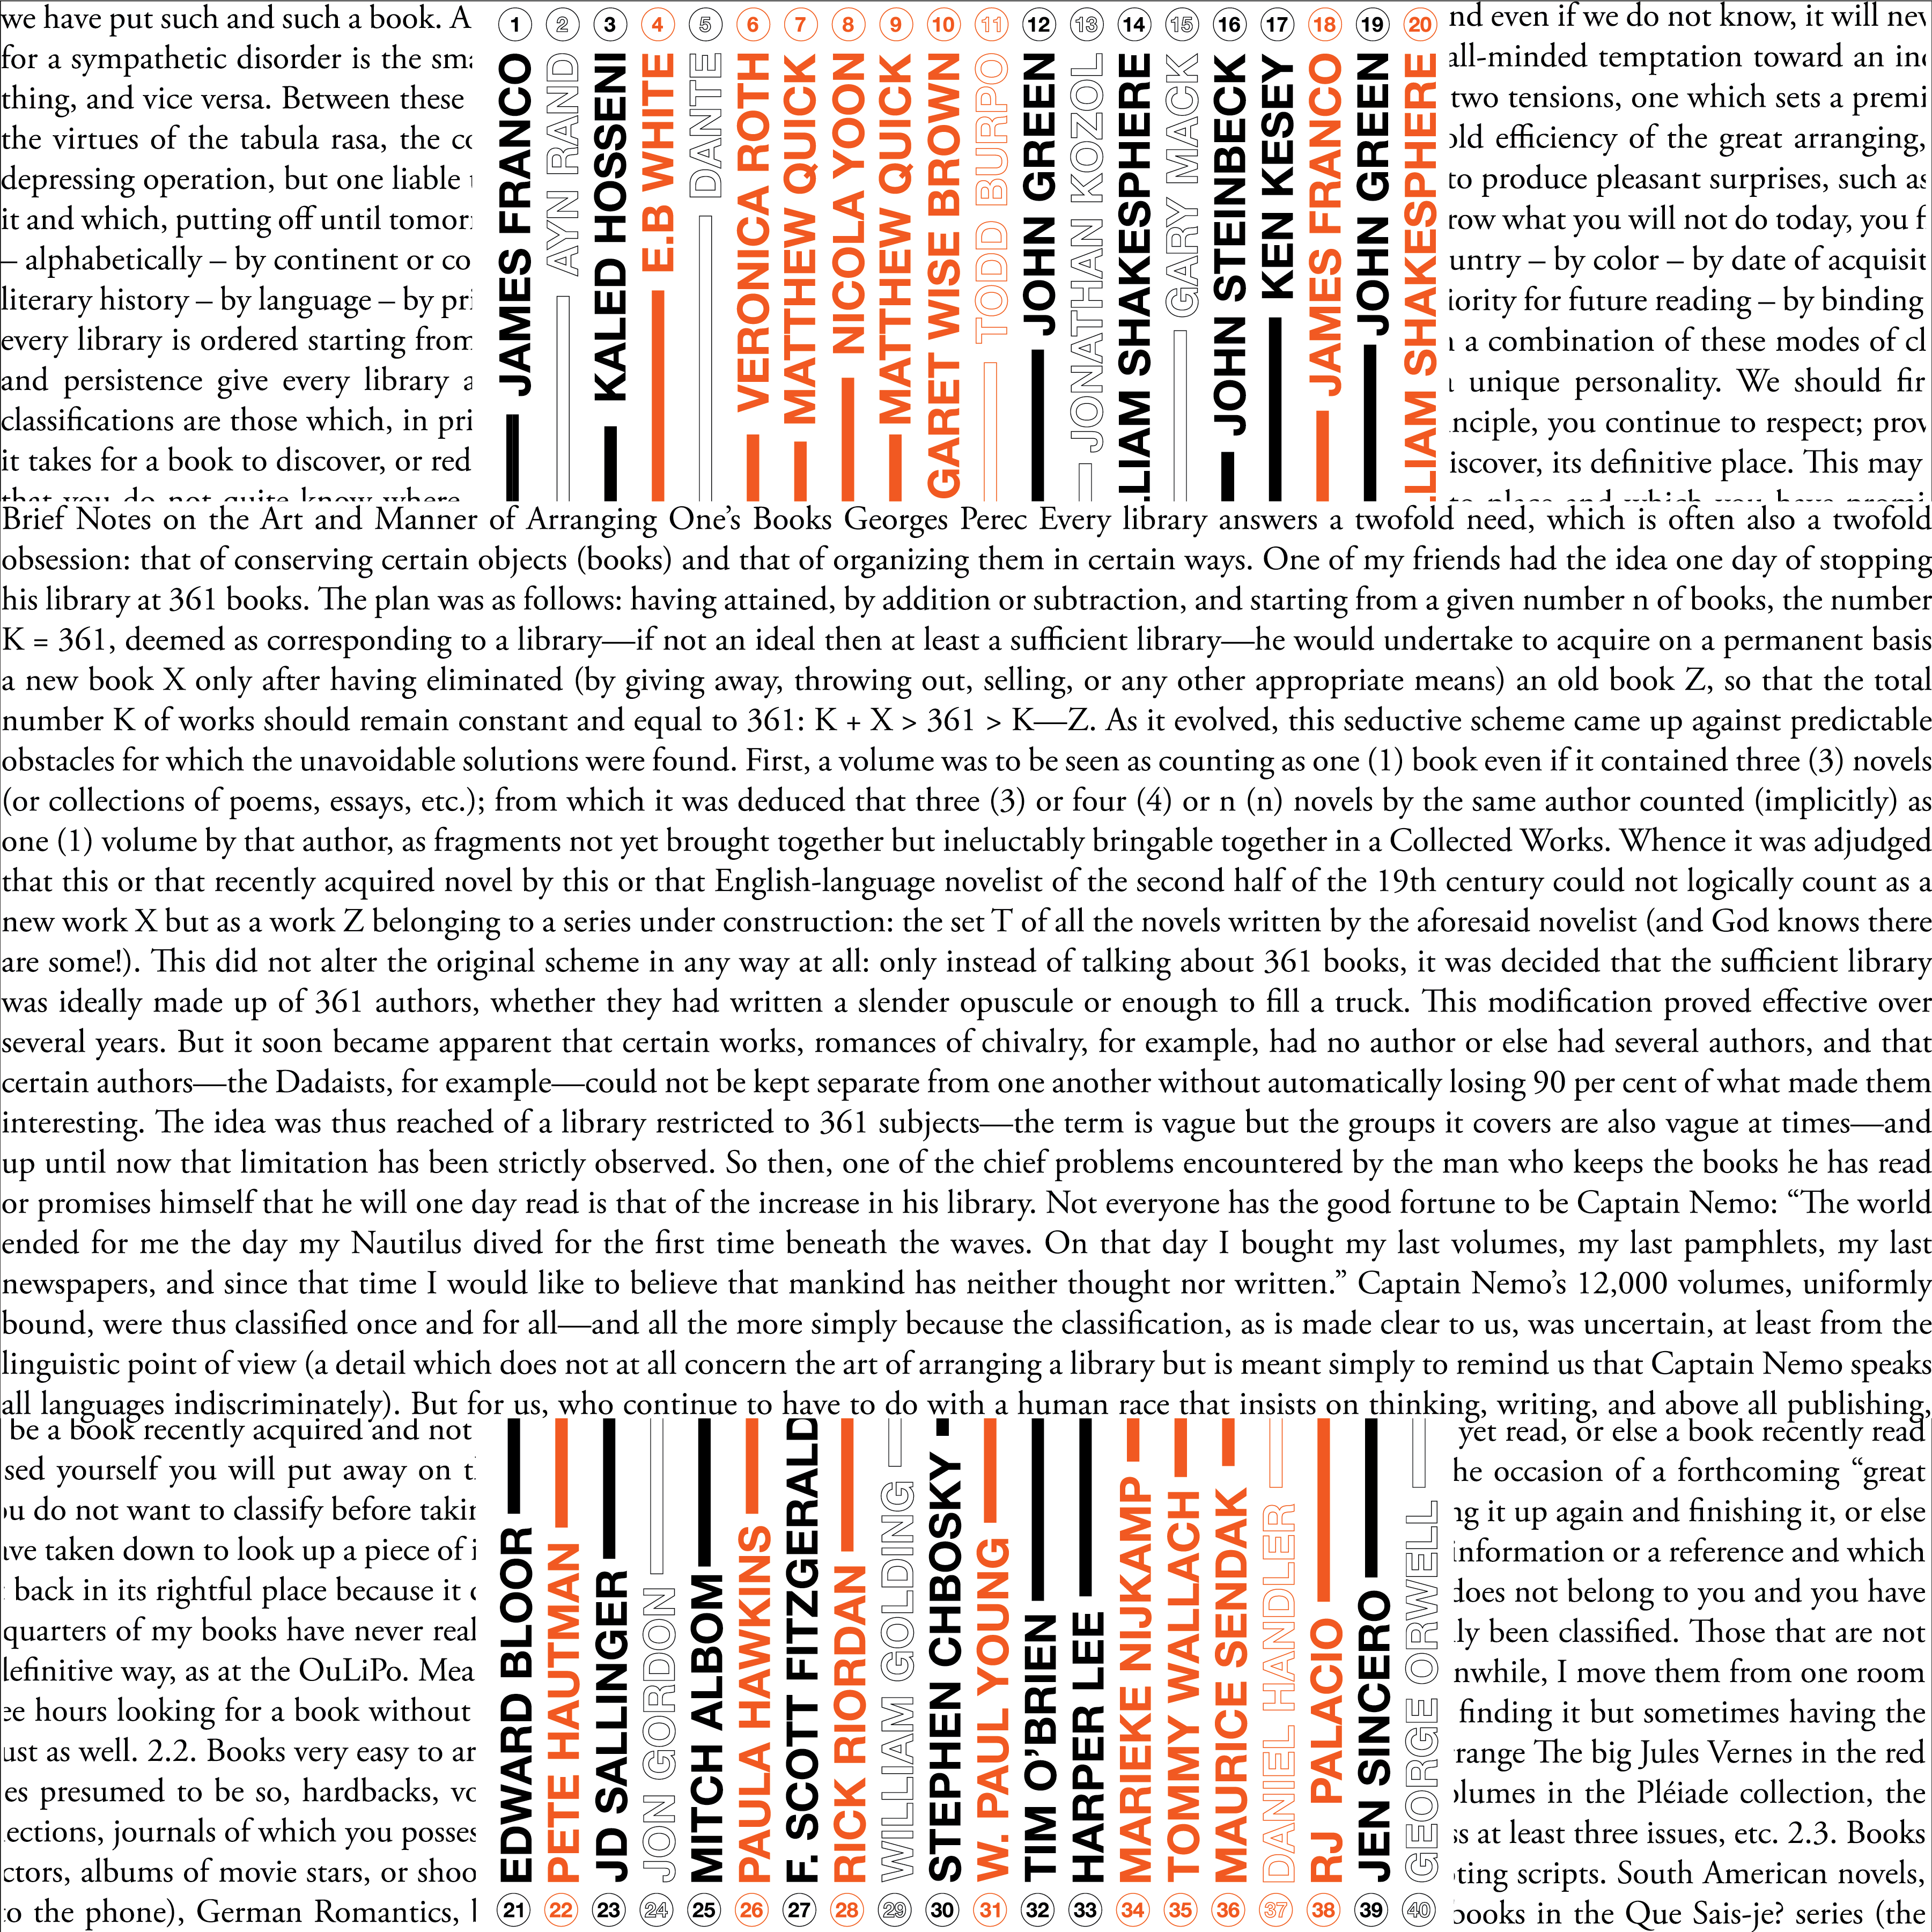 we have put such and such a book. A
for a sympathetic disorder is the
thing, and vice versa. Between these
the virtues of the tabula rasa, the
depressing operation, but one liable
it and which, putting off until
– alphabetically – by continent or
literary history – by language – by
every library is ordered starting from
and persistence give every library
classifications are those which, in
it takes for a book to discover, or
that you do not quite know where
1 JAMES FRANCO
2 AYN RAND
3 KALED HOSSENI
4 E.B WHITE
5 DANTE
6 VERONICA ROTH
7 MATTHEW QUICK
8 NICOLA YOON
9 MATTHEW QUICK
10 GARET WISE BROWN
11 TODD BURPO
12 JOHN GREEN
13 JONATHAN KOZOL
14 LIAM SHAKESPHERE
15 GARY MACK
16 JOHN STEINBECK
17 KEN KESEY
18 JAMES FRANCO
19 JOHN GREEN
20 LIAM SHAKESPHERE
nd even if we do not know, it will
all-minded temptation toward an
two tensions, one which sets a
old efficiency of the great arranging,
to produce pleasant surprises, such as
row what you will not do today, you f
untry – by color – by date of acquisit
iority for future reading – by binding
a combination of these modes of cl
unique personality. We should
nciple, you continue to respect;
iscover, its definitive place. This may
place and which you have
Brief Notes on the Art and Manner of Arranging One’s Books Georges Perec Every library answers a twofold need, which is often also a twofold
obsession: that of conserving certain objects (books) and that of organizing them in certain ways. One of my friends had the idea one day of stopping
his library at 361 books. The plan was as follows: having attained, by addition or subtraction, and starting from a given number n of books, the number
K = 361, deemed as corresponding to a library—if not an ideal then at least a sufficient library—he would undertake to acquire on a permanent basis
a new book X only after having eliminated (by giving away, throwing out, selling, or any other appropriate means) an old book Z, so that the total
number K of works should remain constant and equal to 361: K + X > 361 > K—Z. As it evolved, this seductive scheme came up against predictable
obstacles for which the unavoidable solutions were found. First, a volume was to be seen as counting as one (1) book even if it contained three (3) novels
(or collections of poems, essays, etc.); from which it was deduced that three (3) or four (4) or n (n) novels by the same author counted (implicitly) as
one (1) volume by that author, as fragments not yet brought together but ineluctably bringable together in a Collected Works. Whence it was adjudged
that this or that recently acquired novel by this or that English-language novelist of the second half of the 19th century could not logically count as a
new work X but as a work Z belonging to a series under construction: the set T of all the novels written by the aforesaid novelist (and God knows there
are some!). This did not alter the original scheme in any way at all: only instead of talking about 361 books, it was decided that the sufficient library
was ideally made up of 361 authors, whether they had written a slender opuscule or enough to fill a truck. This modification proved effective over
several years. But it soon became apparent that certain works, romances of chivalry, for example, had no author or else had several authors, and that
certain authors—the Dadaists, for example—could not be kept separate from one another without automatically losing 90 per cent of what made them
interesting. The idea was thus reached of a library restricted to 361 subjects—the term is vague but the groups it covers are also vague at times—and
up until now that limitation has been strictly observed. So then, one of the chief problems encountered by the man who keeps the books he has read
or promises himself that he will one day read is that of the increase in his library. Not everyone has the good fortune to be Captain Nemo: “The world
ended for me the day my Nautilus dived for the first time beneath the waves. On that day I bought my last volumes, my last pamphlets, my last
newspapers, and since that time I would like to believe that mankind has neither thought nor written.” Captain Nemo’s 12,000 volumes, uniformly
bound, were thus classified once and for all—and all the more simply because the classification, as is made clear to us, was uncertain, at least from the
linguistic point of view (a detail which does not at all concern the art of arranging a library but is meant simply to remind us that Captain Nemo speaks
all languages indiscriminately). But for us, who continue to have to do with a human race that insists on thinking, writing, and above all publishing,
be a book recently acquired and not
sed yourself you will put away on
ou do not want to classify before
ave taken down to look up a piece of
back in its rightful place because it
quarters of my books have never
definitive way, as at the OuLiPo. Mea
ee hours looking for a book without
ust as well. 2.2. Books very easy to ar
es presumed to be so, hardbacks, vo
lections, journals of which you posses
ctors, albums of movie stars, or shoo
to the phone), German Romantics,
EDWARD BLOOR 21
PETE HAUTMAN 22
JD SALLINGER 23
JON GORDON 24
MITCH ALBOM 25
PAULA HAWKINS 26
F. SCOTT FITZGERALD 27
RICK RIORDAN 28
WILLIAM GOLDING 29
STEPHEN CHBOSKY 30
W. PAUL YOUNG 31
TIM O’BRIEN 32
HARPER LEE 33
MARIEKE NIJKAMP 34
TOMMY WALLACH 35
MAURICE SENDAK 36
DANIEL HANDLER 37
RJ PALACIO 38
JEN SINCERO 39
GEORGE ORWELL 40
yet read, or else a book recently read
he occasion of a forthcoming “great
ng it up again and finishing it, or else
information or a reference and which
does not belong to you and you have
ly been classified. Those that are not
nwhile, I move them from one room
finding it but sometimes having the
range The big Jules Vernes in the red
olumes in the Pléiade collection, the
ss at least three issues, etc. 2.3. Books
ting scripts. South American novels,
books in the Que Sais-je? series (the